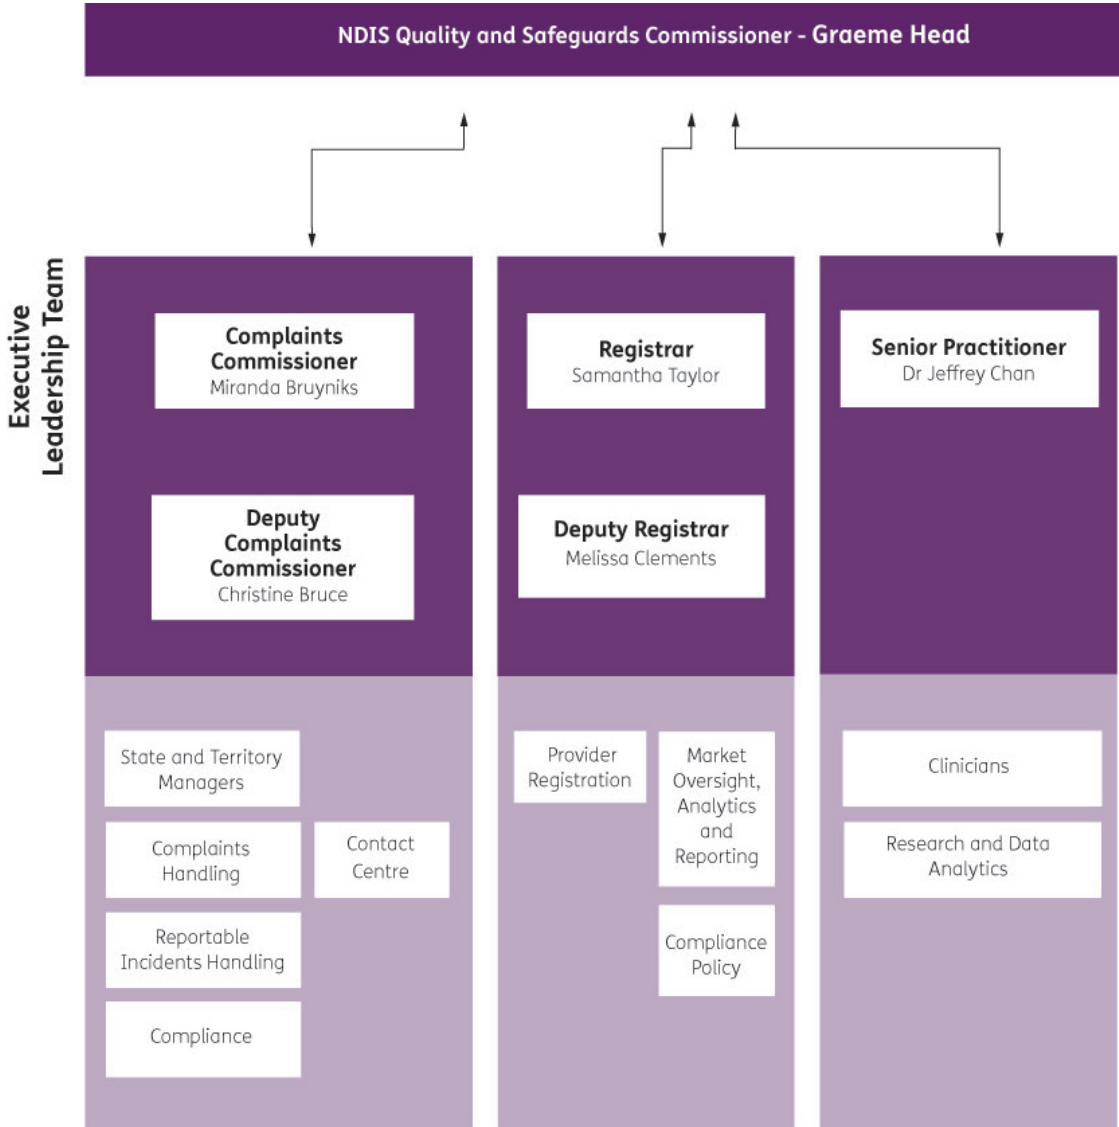 NDIS Quality and Safeguards Commissioner - Graeme Head
Executive
Leadership Team
Complaints
Commissioner
Miranda Bruyniks
Deputy
Complaints
Commissioner
Christine Bruce
State and Territory
Managers
Complaints
Handling
Contact
Centre
Reportable
Incidents Handling
Compliance
Registrar
Samantha Taylor
Deputy Registrar
Melissa Clements
Provider
Registration
Market
Oversight,
Analytics
and
Reporting
Compliance
Policy
Senior Practitioner
Dr Jeffrey Chan
Clinicians
Research and Data
Analytics